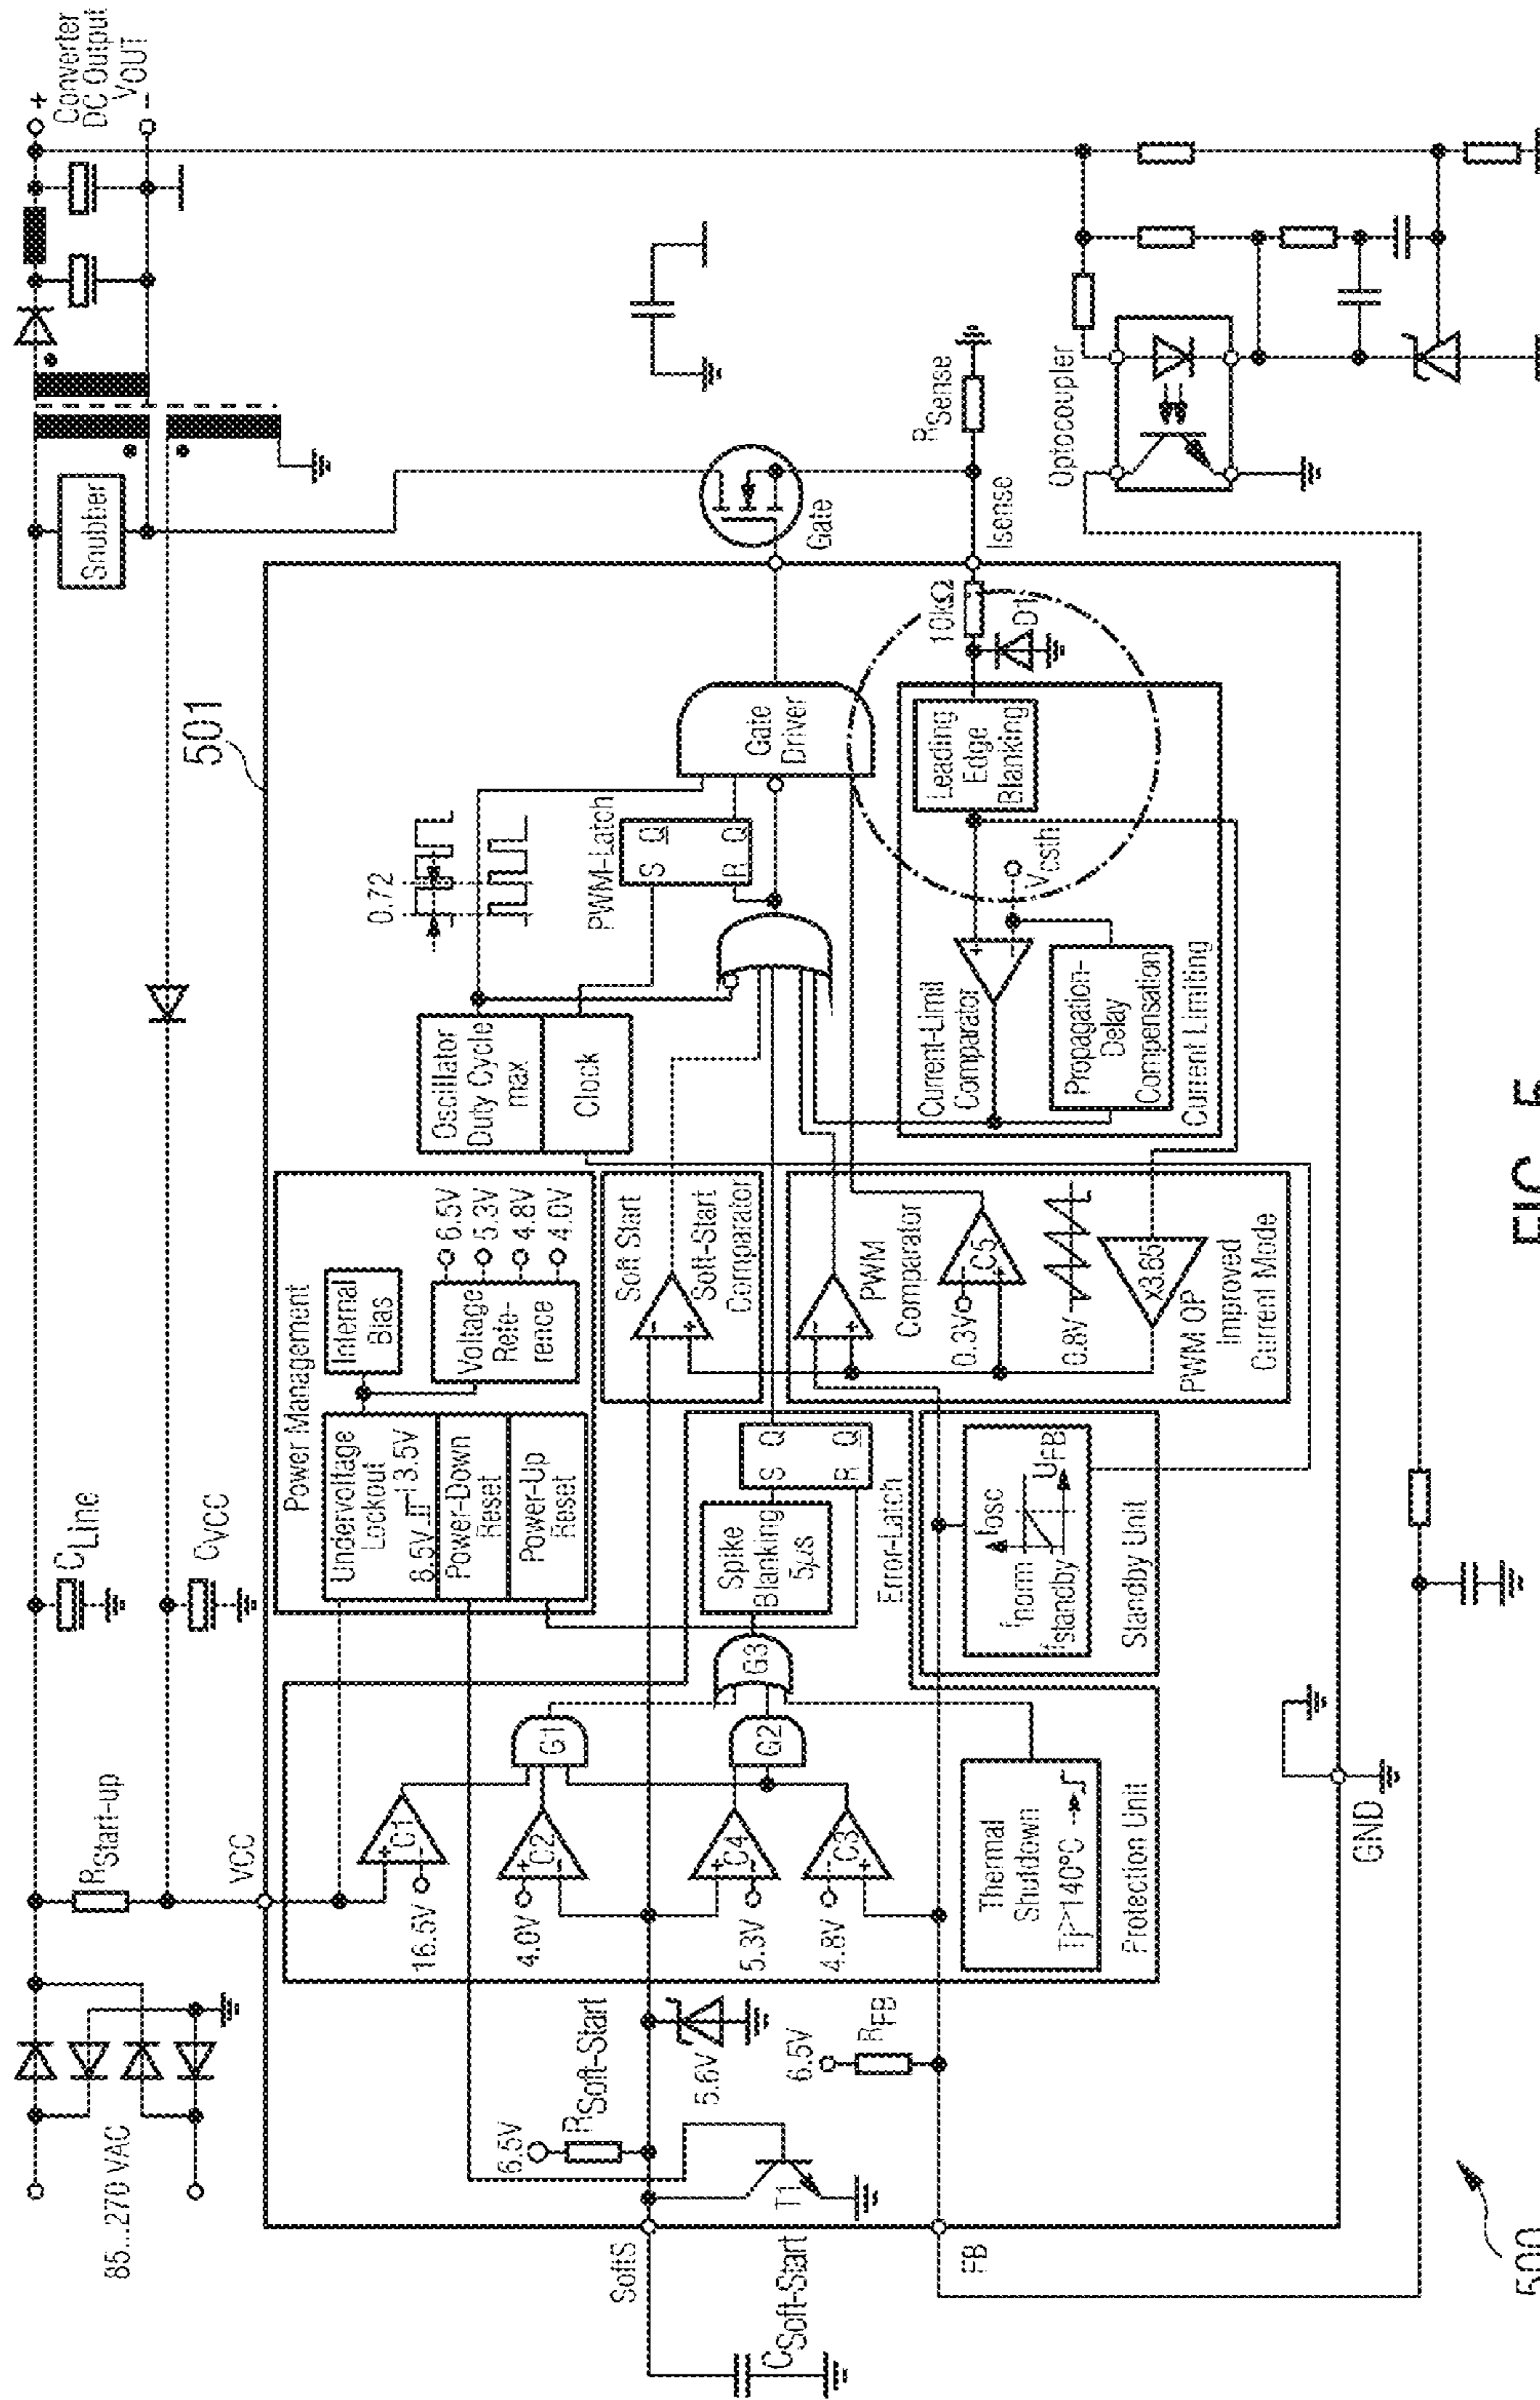 85...270 VAC
RStart-up
CLine
CVCC
VCC
Snubber
+
Converter
DC Output
VOUT
-
501
Power Management
Undervoltage
Lockout
8.5V 13.5V
Power-Down
Reset
Power-Up
Reset
Internal
Bias
Voltage
Refe-
rence
6.5V
5.3V
4.8V
4.0V
Oscillator
Duty Cycle
max
Clock
0.72
PWM-Latch
S Q
R Q
Gate
Driver
Gate
16.5V
C1
4.0V
C2
5.3V
C4
4.8V
C3
G1
G2
G3
Thermal
Shutdown
Tj>140°C
Protection Unit
Spike
Blanking
5µs
S Q
R Q
Error-Latch
Soft Start
Soft-Start
Comparator
PWM
Comparator
0.3V
C5
0.8V
x3.65
PWM OP
Improved
Current Mode
fosc
fnorm
fstandby
UFB
Standby Unit
Current-Limit
Comparator
Leading
Edge
Blanking
Vcsth
Propagation-
Delay
Compensation
Current Limiting
10kΩ
D1
Isense
RSense
Optocoupler
6.5V
RSoft-Start
5.6V
6.5V
RFB
T1
SoftS
CSoft-Start
FB
GND
500
FIG 5